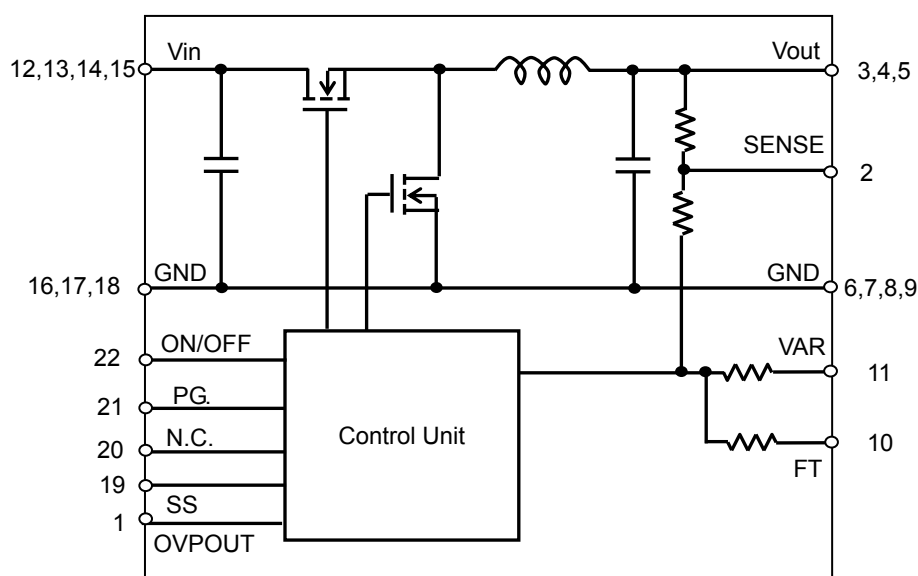 Vin
Vout
12,13,14,15
3,4,5
SENSE
2
GND
GND
16,17,18
6,7,8,9
ON/OFF
VAR
22
11
PG.
21
Control Unit
N.C.
20
10
FT
19
SS
1
OVPOUT